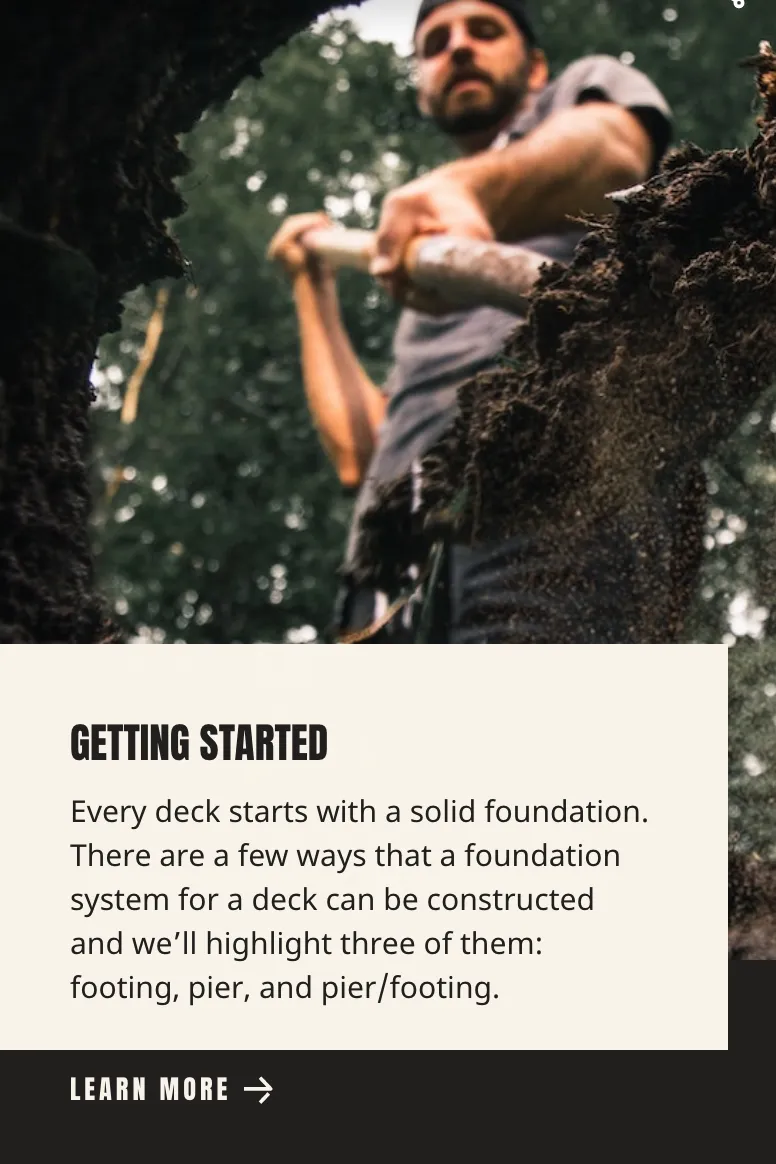 GETTING STARTED
Every deck starts with a solid foundation.
There are a few ways that a foundation
system for a deck can be constructed
and we’ll highlight three of them:
footing, pier, and pier/footing.
LEARN MORE →